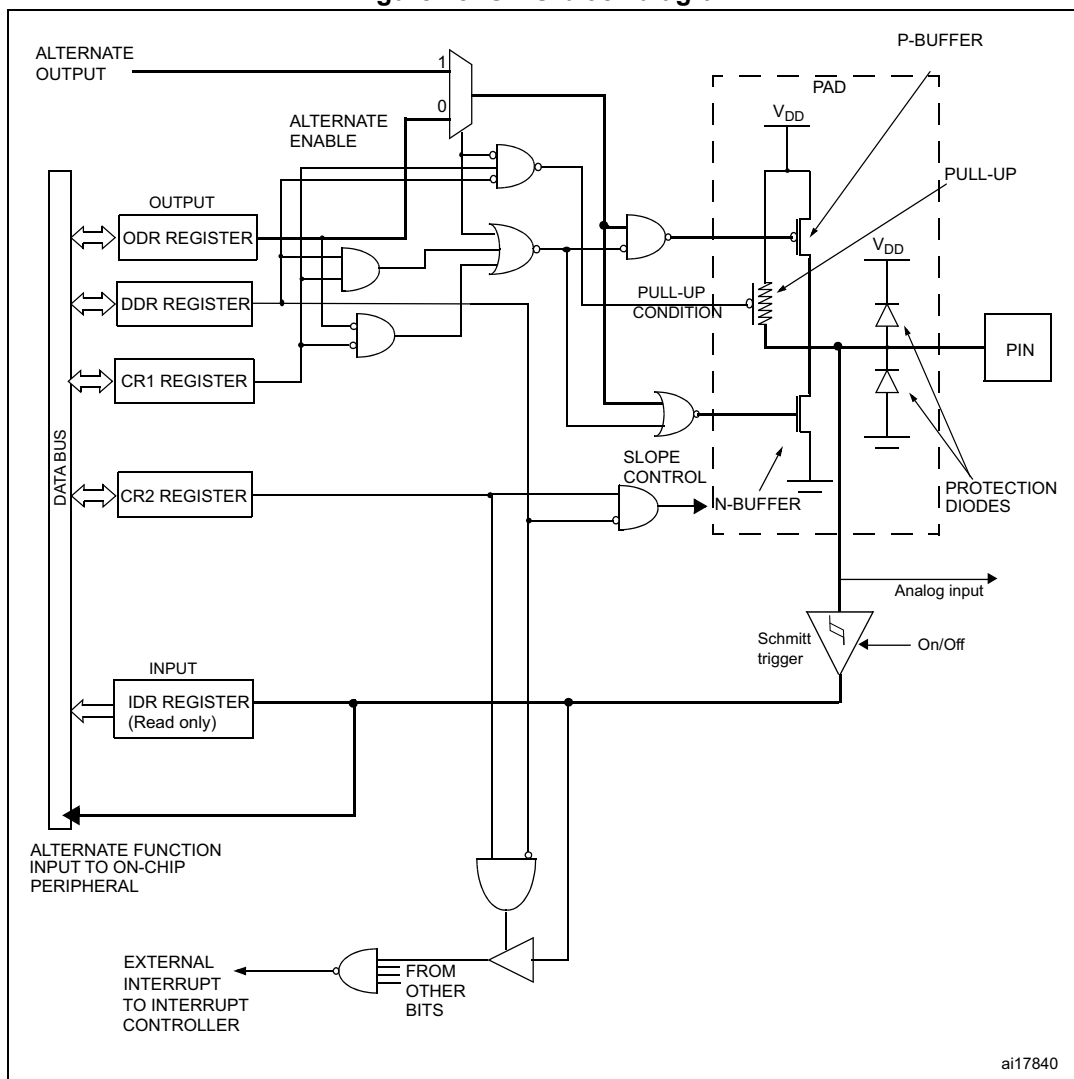 ALTERNATE
OUTPUT
1
0
ALTERNATE
ENABLE
P-BUFFER
PAD
VDD
PULL-UP
OUTPUT
ODR REGISTER
DDR REGISTER
CR1 REGISTER
CR2 REGISTER
DATA BUS
PULL-UP
CONDITION
VDD
PIN
SLOPE
CONTROL
N-BUFFER
PROTECTION
DIODES
Analog input
Schmitt
trigger
On/Off
INPUT
IDR REGISTER
(Read only)
ALTERNATE FUNCTION
INPUT TO ON-CHIP
PERIPHERAL
EXTERNAL
INTERRUPT
TO INTERRUPT
CONTROLLER
FROM
OTHER
BITS
ai17840